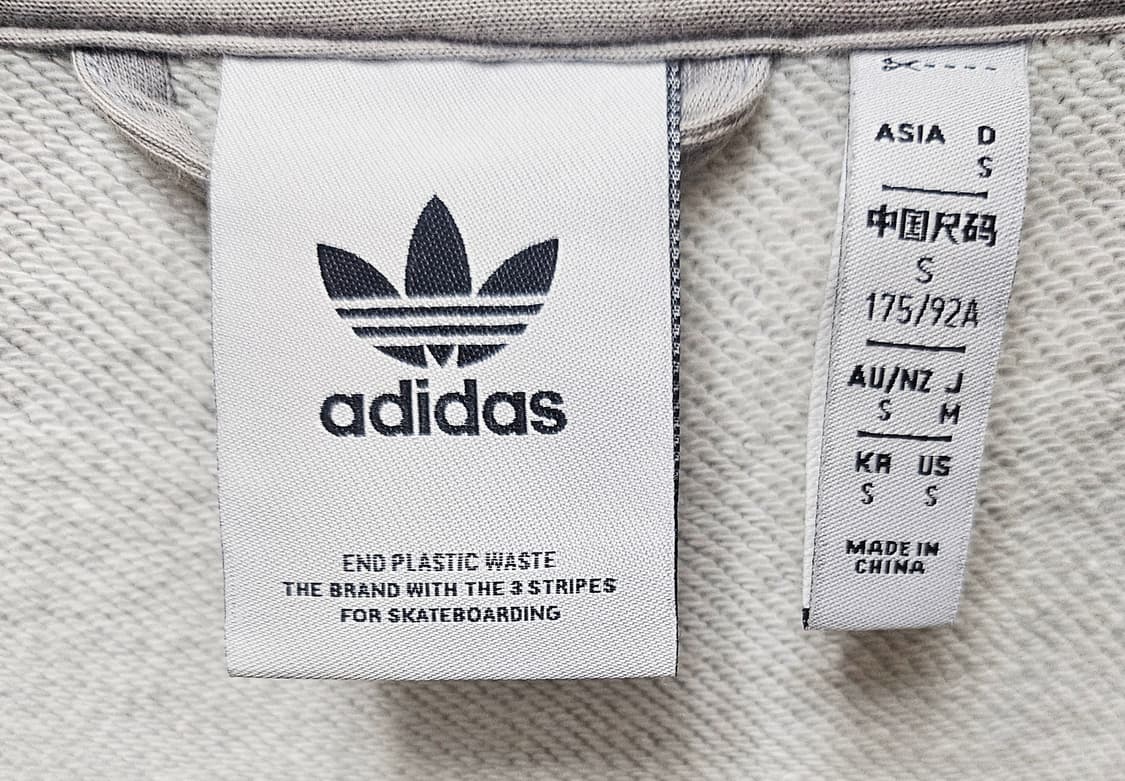 adidas
END PLASTIC WASTE
THE BRAND WITH THE 3 STRIPES
FOR SKATEBOARDING
ASIA D
S
中国尺码
S
175/92A
AU/NZ J
S M
KR US
S S
MADE IN
CHINA